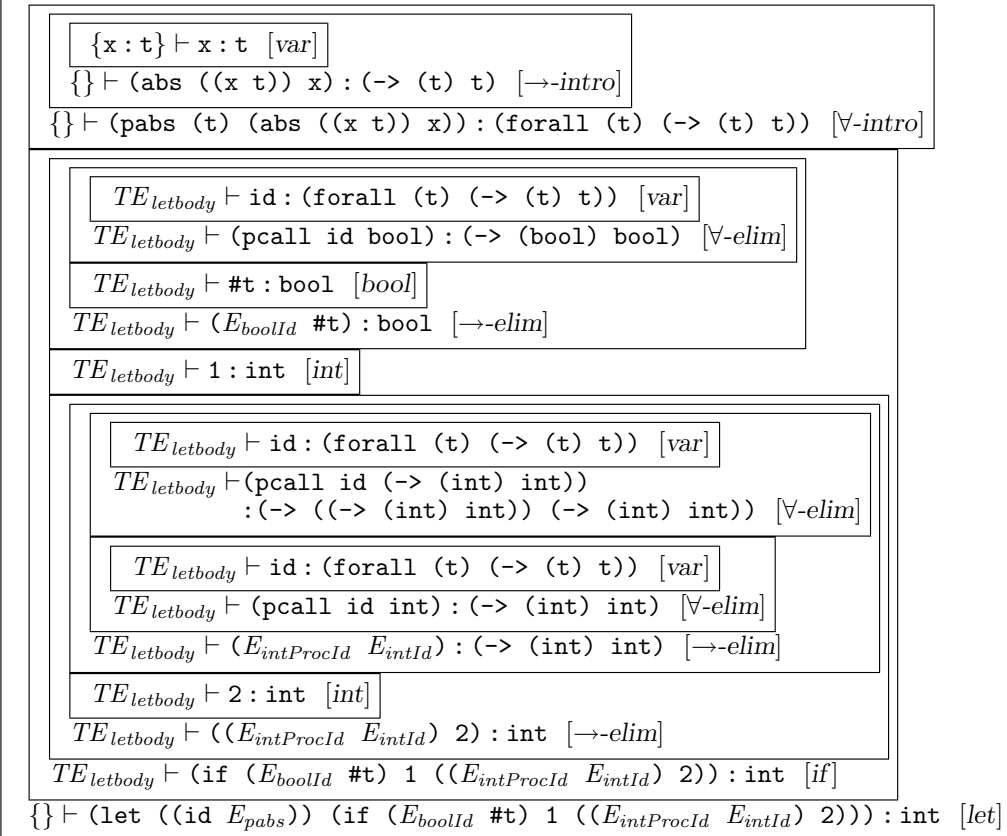 {x : t} ⊢ x : t [var]
{} ⊢ (abs ((x t)) x) : (-> (t) t) [→-intro]
{} ⊢ (pabs (t) (abs ((x t)) x)) : (forall (t) (-> (t) t)) [∀-intro]
TE_letbody ⊢ id : (forall (t) (-> (t) t)) [var]
TE_letbody ⊢ (pcall id bool) : (-> (bool) bool) [∀-elim]
TE_letbody ⊢ #t : bool [bool]
TE_letbody ⊢ (E_boolId #t) : bool [→-elim]
TE_letbody ⊢ 1 : int [int]
TE_letbody ⊢ id : (forall (t) (-> (t) t)) [var]
TE_letbody ⊢(pcall id (-> (int) int))
:(-> ((-> (int) int)) (-> (int) int)) [∀-elim]
TE_letbody ⊢ id : (forall (t) (-> (t) t)) [var]
TE_letbody ⊢ (pcall id int) : (-> (int) int) [∀-elim]
TE_letbody ⊢ (E_intProcId E_intId) : (-> (int) int) [→-elim]
TE_letbody ⊢ 2 : int [int]
TE_letbody ⊢ ((E_intProcId E_intId) 2) : int [→-elim]
TE_letbody ⊢ (if (E_boolId #t) 1 ((E_intProcId E_intId) 2)) : int [if]
{} ⊢ (let ((id E_pabs)) (if (E_boolId #t) 1 ((E_intProcId E_intId) 2))) : int [let]